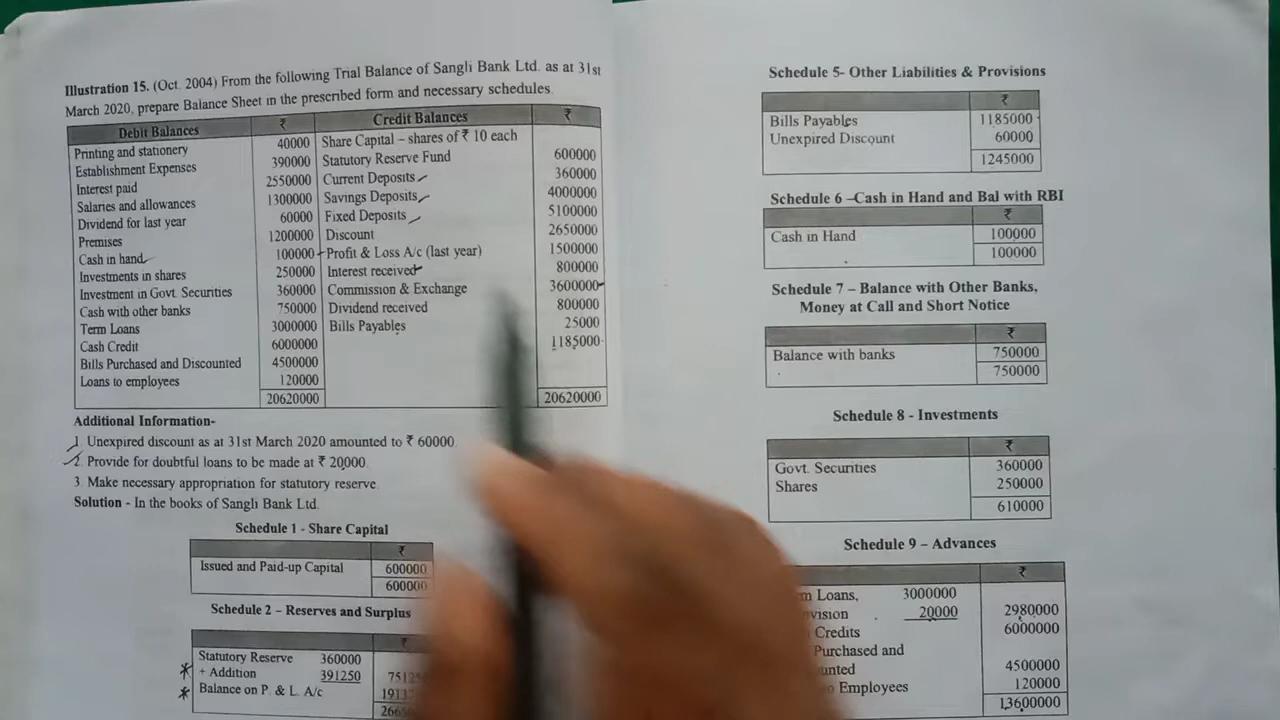 Illustration 15. (Oct. 2004) From the following Trial Balance of Sangli Bank Ltd. as at 31st
March 2020, prepare Balance Sheet in the prescribed form and necessary schedules.
Debit Balances ₹ Credit Balances ₹
Printing and stationery 40000 Share Capital – shares of ₹ 10 each 600000
Establishment Expenses 390000 Statutory Reserve Fund 360000
Interest paid 2550000 Current Deposits 4000000
Salaries and allowances 1300000 Savings Deposits 5100000
Dividend for last year 60000 Fixed Deposits 2650000
Premises 1200000 Discount 1500000
Cash in hand 100000 Profit & Loss A/c (last year) 800000
Investments in shares 250000 Interest received 3600000
Investment in Govt. Securities 360000 Commission & Exchange 800000
Cash with other banks 750000 Dividend received 25000
Term Loans 3000000 Bills Payables 1185000
Cash Credit 6000000
Bills Purchased and Discounted 4500000
Loans to employees 120000
20620000 20620000
Additional Information-
1. Unexpired discount as at 31st March 2020 amounted to ₹ 60000.
2. Provide for doubtful loans to be made at ₹ 20000.
3. Make necessary appropriation for statutory reserve.
Solution - In the books of Sangli Bank Ltd.
Schedule 1 - Share Capital
₹
Issued and Paid-up Capital 600000
600000
Schedule 2 – Reserves and Surplus
₹
Statutory Reserve 360000
+ Addition 391250
Balance on P. & L. A/c
Schedule 5- Other Liabilities & Provisions
₹
Bills Payables 1185000
Unexpired Discount 60000
1245000
Schedule 6 –Cash in Hand and Bal with RBI
₹
Cash in Hand 100000
100000
Schedule 7 – Balance with Other Banks,
Money at Call and Short Notice
₹
Balance with banks 750000
750000
Schedule 8 - Investments
₹
Govt. Securities 360000
Shares 250000
610000
Schedule 9 – Advances
₹
Loans, 3000000
20000 2980000
Credits 6000000
Purchased and
4500000
Employees 120000
13600000